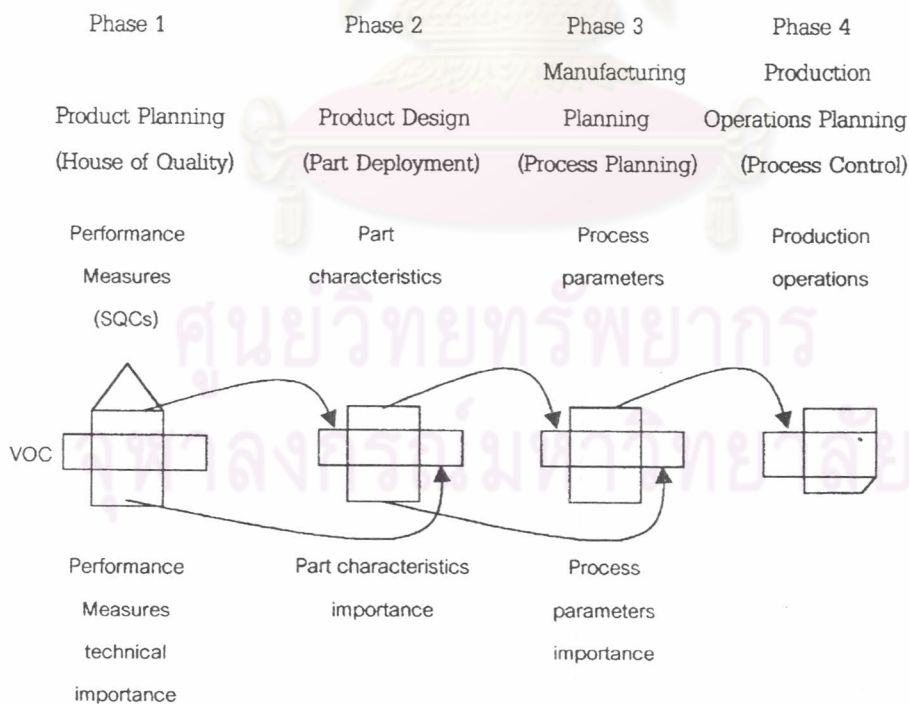 Phase 1 Phase 2 Phase 3 Phase 4
Manufacturing Production
Product Planning Product Design Planning Operations Planning
(House of Quality) (Part Deployment) (Process Planning) (Process Control)
Performance Part Process Production
Measures characteristics parameters operations
(SQCs)
ศูนย์วิทยทรัพยากร
VOC
จุฬาลงกรณ์มหาวิทยาลัย
Performance Part characteristics Process
Measures importance parameters
technical importance
importance